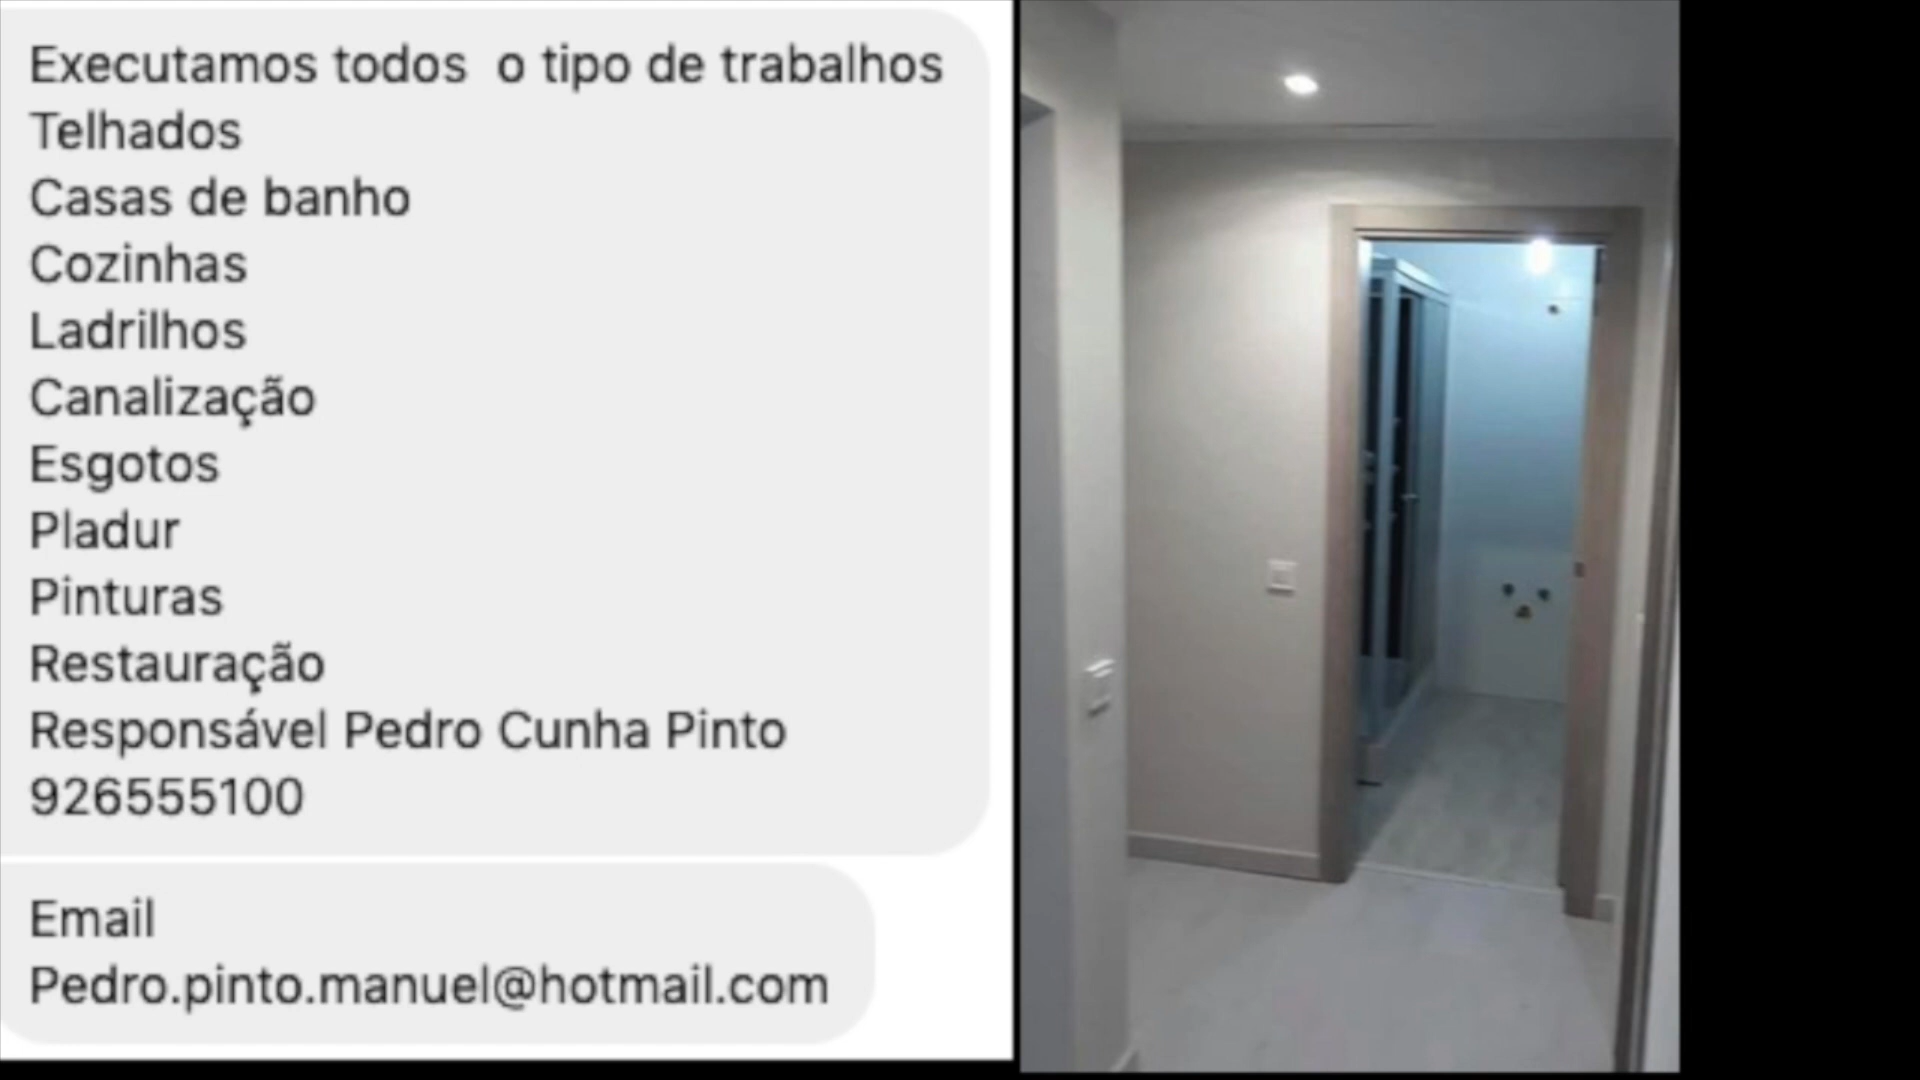 Executamos todos  o tipo de trabalhos
Telhados
Casas de banho
Cozinhas
Ladrilhos
Canalização
Esgotos
Pladur
Pinturas
Restauração
Responsável Pedro Cunha Pinto
926555100
Email
Pedro.pinto.manuel@hotmail.com